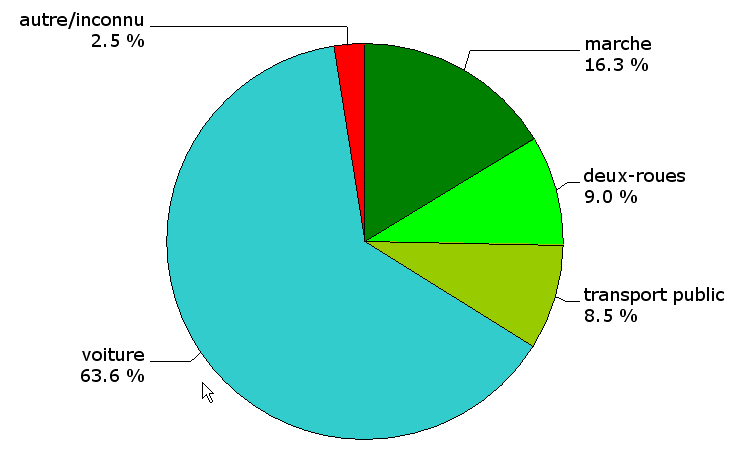 autre/inconnu
2.5 %
marche
16.3 %
deux-roues
9.0 %
transport public
8.5 %
voiture
63.6 %